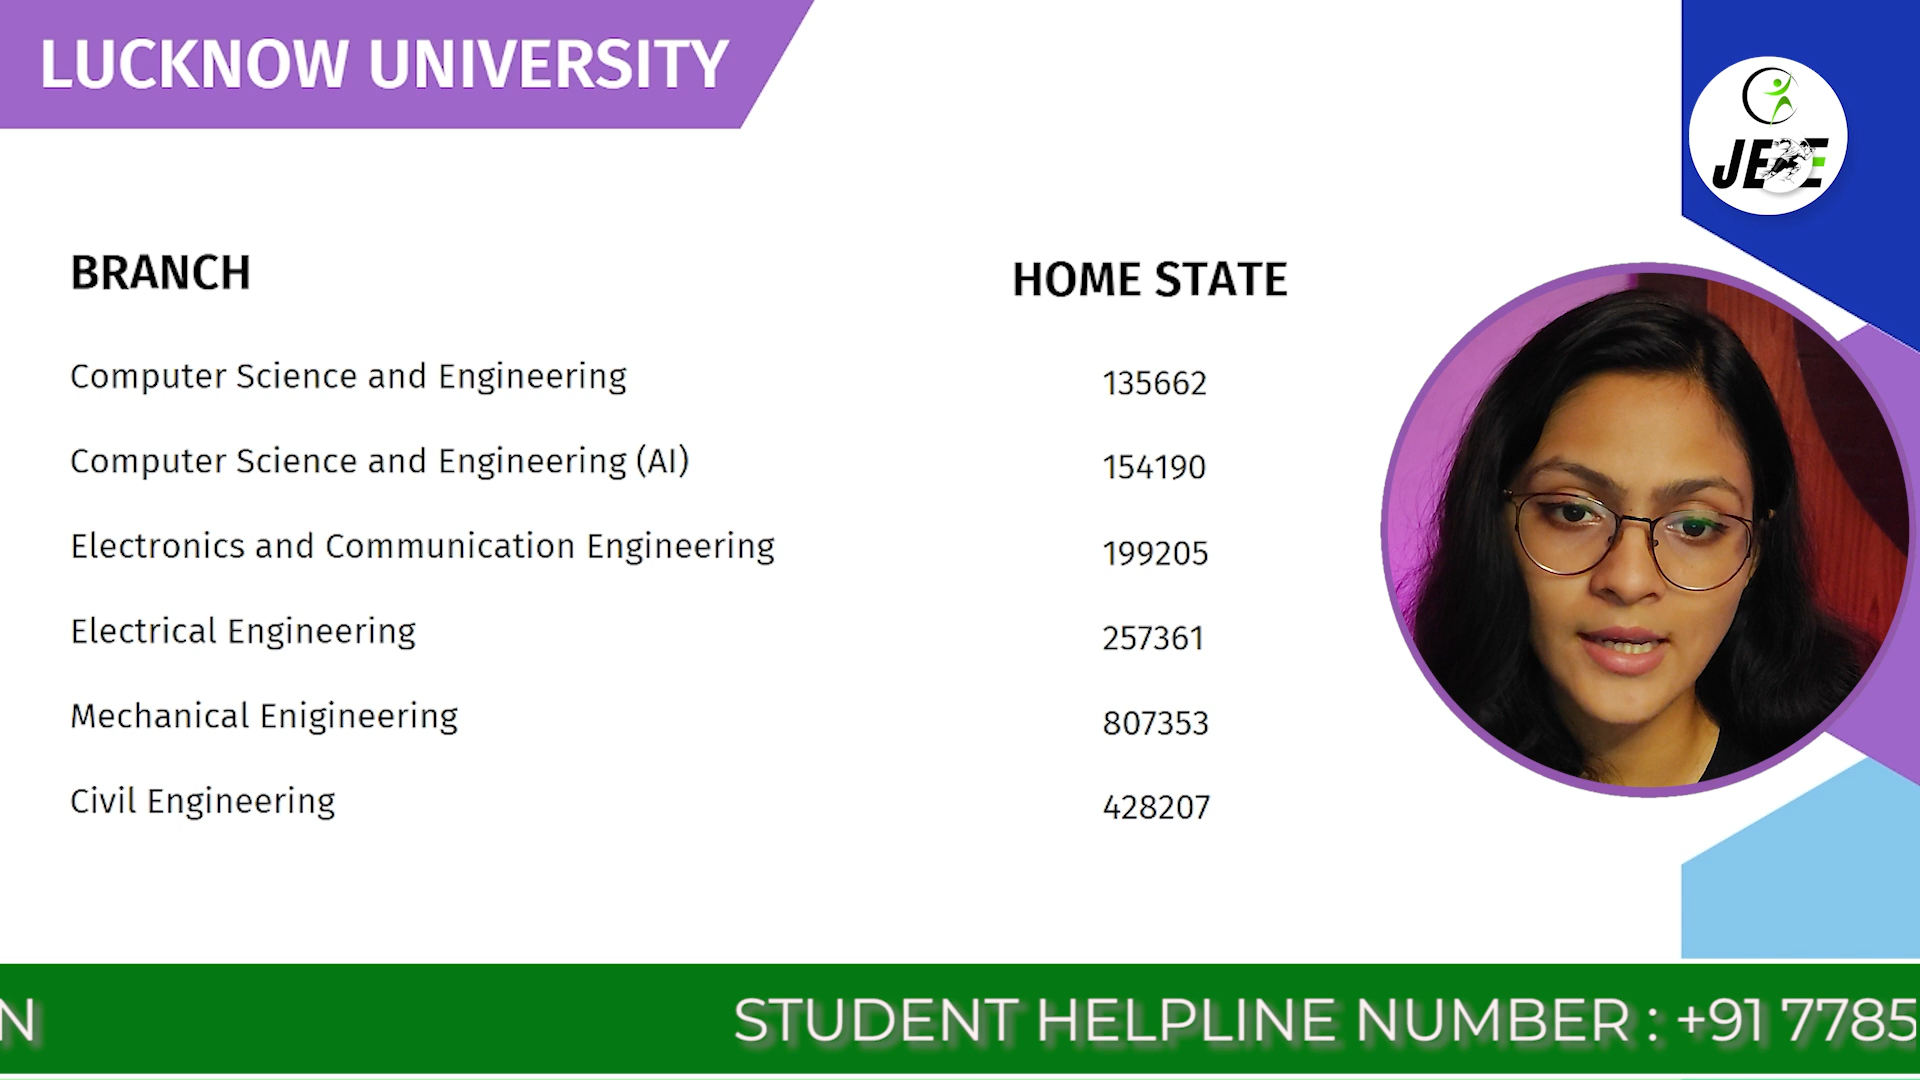 LUCKNOW UNIVERSITY
BRANCH HOME STATE
Computer Science and Engineering 135662
Computer Science and Engineering (AI) 154190
Electronics and Communication Engineering 199205
Electrical Engineering 257361
Mechanical Enigineering 807353
Civil Engineering 428207
N STUDENT HELPLINE NUMBER : +91 7785